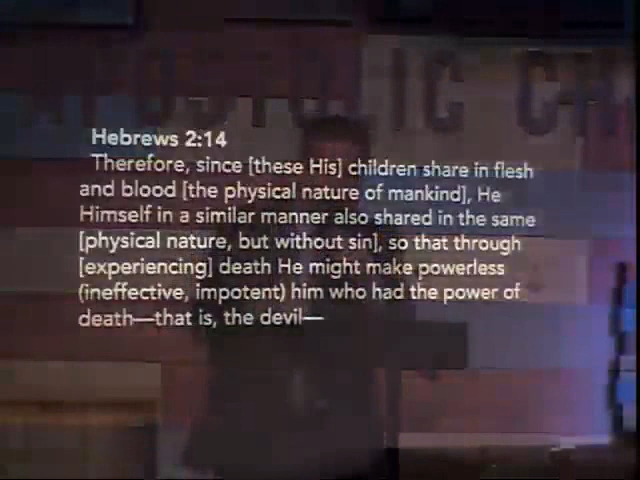 APOSTOLIC CH
Hebrews 2:14
Therefore, since [these His] children share in flesh
and blood [the physical nature of mankind], He
Himself in a similar manner also shared in the same
[physical nature, but without sin], so that through
[experiencing] death He might make powerless
(ineffective, impotent) him who had the power of
death—that is, the devil—